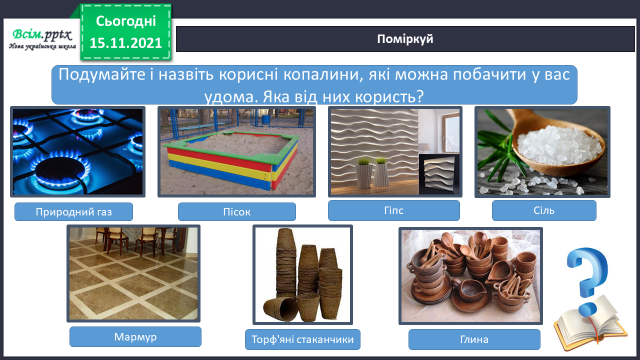 Всім.pptx
Нова українська школа
Сьогодні
15.11.2021
Поміркуй
Подумайте і назвіть корисні копалини, які можна побачити у вас
удома. Яка від них користь?
Природний газ
Пісок
Гіпс
Сіль
Мармур
Торф'яні стаканчики
Глина